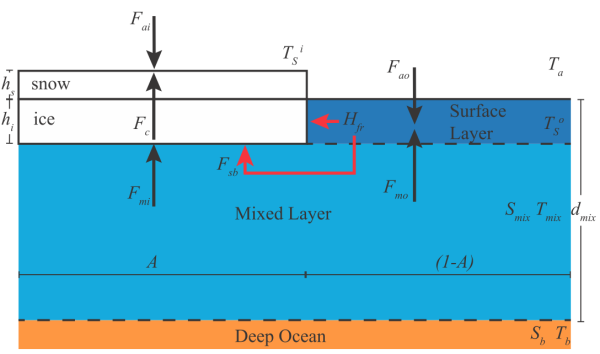 F_ai
T_S^i
T_a
F_ao
h_s
snow
h_i
ice
F_c
H_fr
Surface
Layer
T_S^o
F_sb
F_mi
F_mo
Mixed Layer
S_mix T_mix d_mix
A
(1-A)
Deep Ocean
S_b T_b